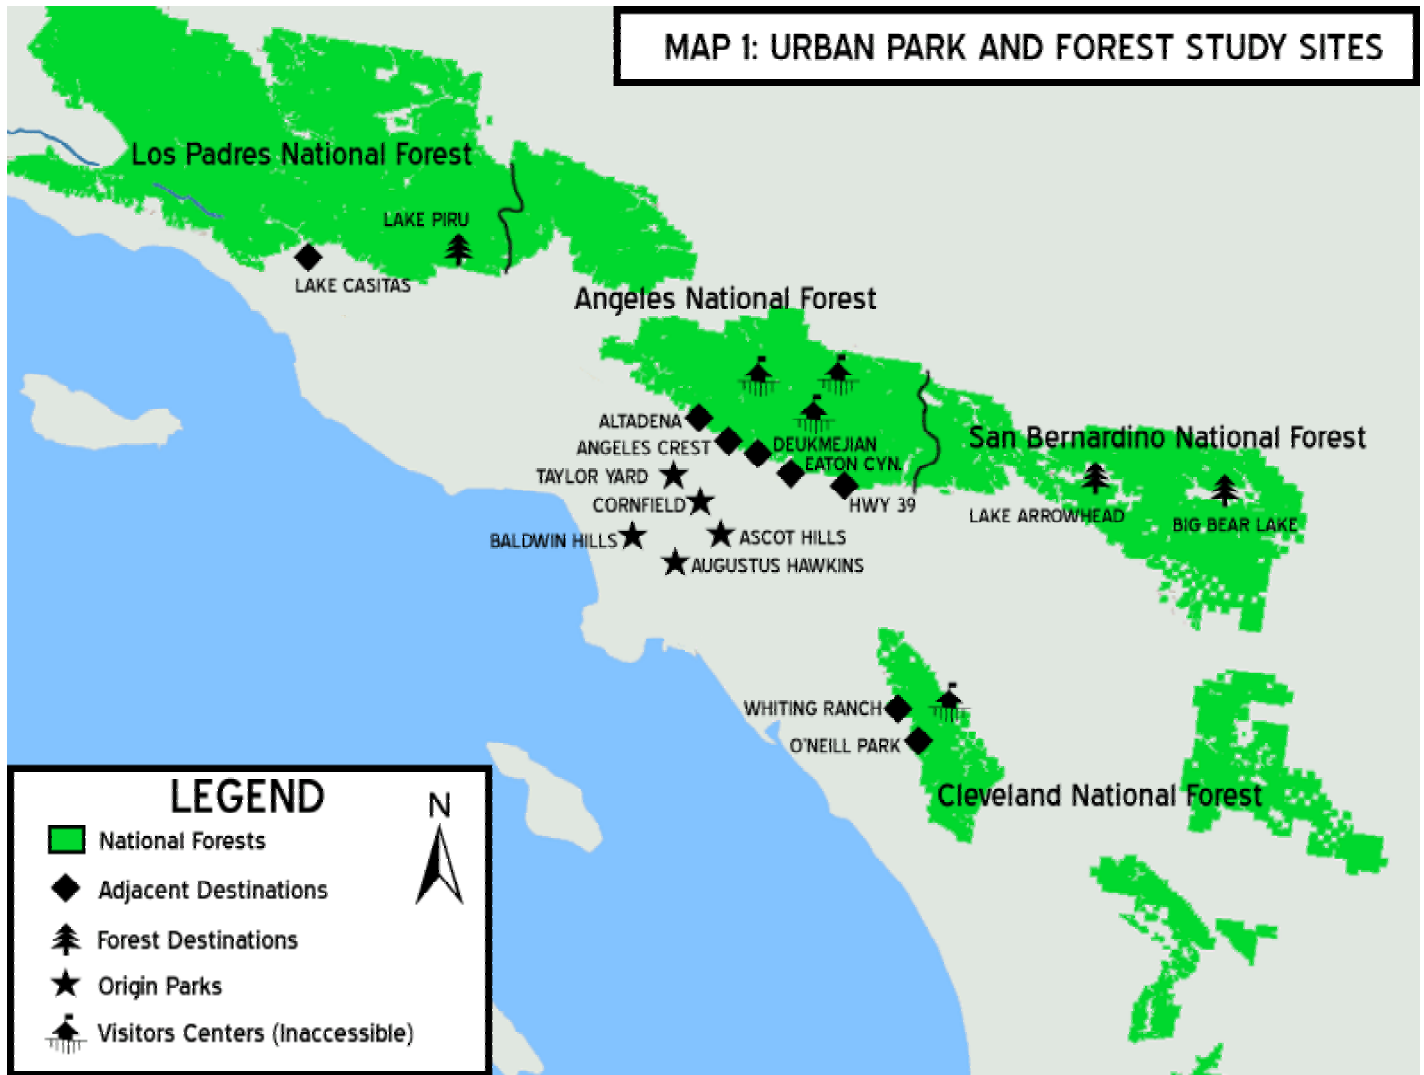 MAP 1: URBAN PARK AND FOREST STUDY SITES
Los Padres National Forest
LAKE PIRU
LAKE CASITAS
Angeles National Forest
ALTADENA
ANGELES CREST
DEUKMEJIAN
EATON CYN.
TAYLOR YARD
CORNFIELD
HWY 39
BALDWIN HILLS
ASCOT HILLS
AUGUSTUS HAWKINS
San Bernardino National Forest
LAKE ARROWHEAD
BIG BEAR LAKE
WHITING RANCH
O'NEILL PARK
Cleveland National Forest
LEGEND
N
National Forests
Adjacent Destinations
Forest Destinations
Origin Parks
Visitors Centers (Inaccessible)